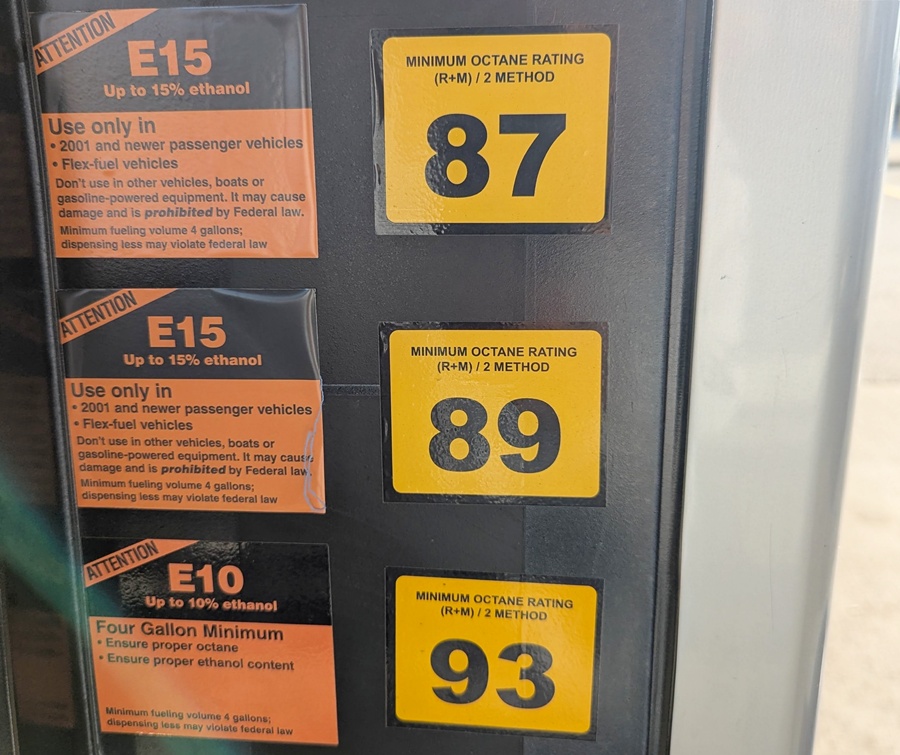 ATTENTION
E15
Up to 15% ethanol
Use only in
• 2001 and newer passenger vehicles
• Flex-fuel vehicles
Don't use in other vehicles, boats or
gasoline-powered equipment. It may cause
damage and is prohibited by Federal law.
Minimum fueling volume 4 gallons;
dispensing less may violate federal law
MINIMUM OCTANE RATING
(R+M) / 2 METHOD
87
ATTENTION
E15
Up to 15% ethanol
Use only in
• 2001 and newer passenger vehicles
• Flex-fuel vehicles
Don't use in other vehicles, boats or
gasoline-powered equipment. It may cause
damage and is prohibited by Federal law.
Minimum fueling volume 4 gallons;
dispensing less may violate federal law
MINIMUM OCTANE RATING
(R+M) / 2 METHOD
89
ATTENTION
E10
Up to 10% ethanol
Four Gallon Minimum
• Ensure proper octane
• Ensure proper ethanol content
Minimum fueling volume 4 gallons;
dispensing less may violate federal law
MINIMUM OCTANE RATING
(R+M) / 2 METHOD
93